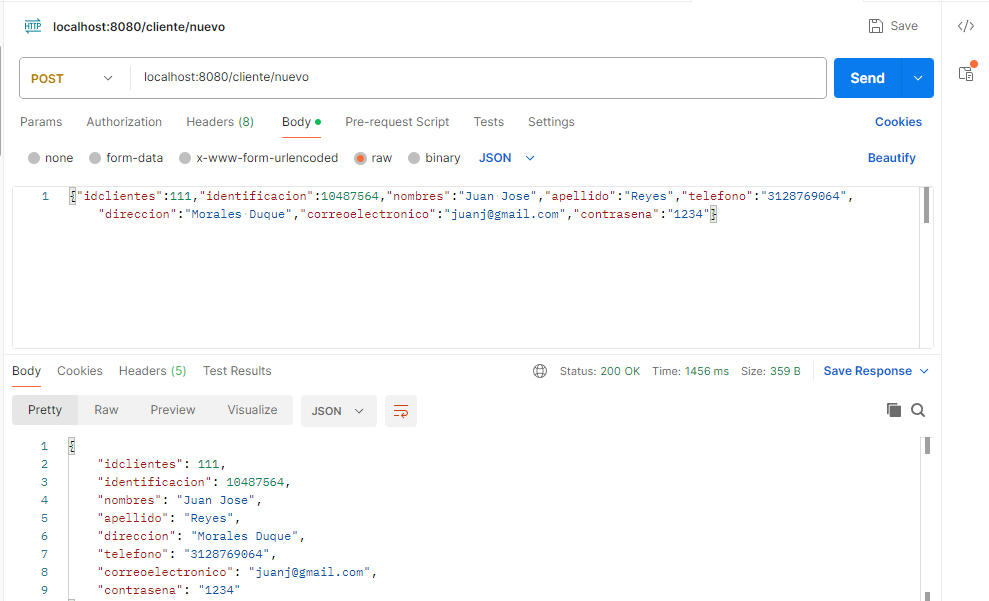 HTTP localhost:8080/cliente/nuevo Save </>
POST localhost:8080/cliente/nuevo Send
Params Authorization Headers (8) Body Pre-request Script Tests Settings Cookies
none form-data x-www-form-urlencoded raw binary JSON Beautify
1 {"idclientes":111,"identificacion":10487564,"nombres":"Juan Jose","apellido":"Reyes","telefono":"3128769064",
"direccion":"Morales Duque","correoelectronico":"juanj@gmail.com","contrasena":"1234"}
Body Cookies Headers (5) Test Results Status: 200 OK Time: 1456 ms Size: 359 B Save Response
Pretty Raw Preview Visualize JSON
1 {
2 "idclientes": 111,
3 "identificacion": 10487564,
4 "nombres": "Juan Jose",
5 "apellido": "Reyes",
6 "direccion": "Morales Duque",
7 "telefono": "3128769064",
8 "correoelectronico": "juanj@gmail.com",
9 "contrasena": "1234"